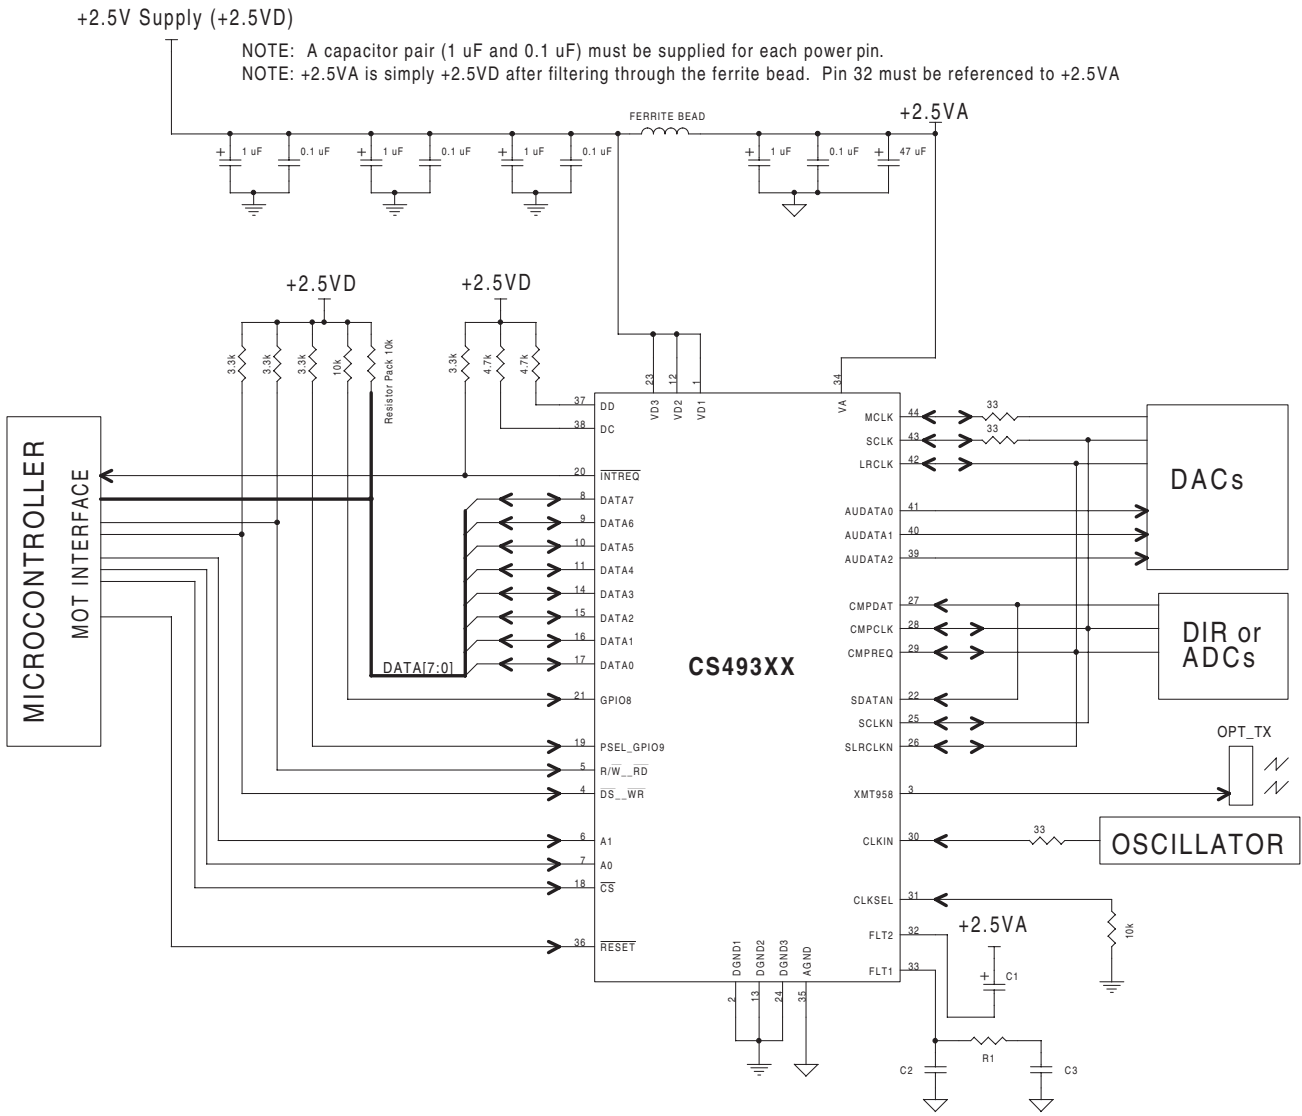 +2.5V Supply (+2.5VD)
NOTE: A capacitor pair (1 uF and 0.1 uF) must be supplied for each power pin.
NOTE: +2.5VA is simply +2.5VD after filtering through the ferrite bead. Pin 32 must be referenced to +2.5VA
FERRITE BEAD
+2.5VA
+ 1 uF
0.1 uF
+ 1 uF
0.1 uF
+ 1 uF
0.1 uF
+ 1 uF
0.1 uF
+ 47 uF
+2.5VD
+2.5VD
3.3k
3.3k
3.3k
10k
Resistor Pack 10k
3.3k
4.7k
4.7k
23
12
1
34
VD3
VD2
VD1
VA
MICROCONTROLLER
MOT INTERFACE
37 DD
38 DC
20 INTREQ
8 DATA7
9 DATA6
10 DATA5
11 DATA4
14 DATA3
15 DATA2
16 DATA1
17 DATA0
DATA[7:0]
21 GPIO8
19 PSEL_GPIO9
5 R/W__RD
4 DS__WR
6 A1
7 A0
18 CS
36 RESET
CS493XX
MCLK 44
33
SCLK 43
33
LRCLK 42
AUDATA0 41
AUDATA1 40
AUDATA2 39
DACs
CMPDAT 27
CMPCLK 28
CMPREQ 29
DIR or
ADCs
SDATAN 22
SCLKN 25
SLRCLKN 26
OPT_TX
XMT958 3
CLKIN 30
33
OSCILLATOR
CLKSEL 31
10k
FLT2 32
+2.5VA
FLT1 33
+ C1
DGND1
DGND2
DGND3
AGND
2
13
24
35
R1
C2
C3